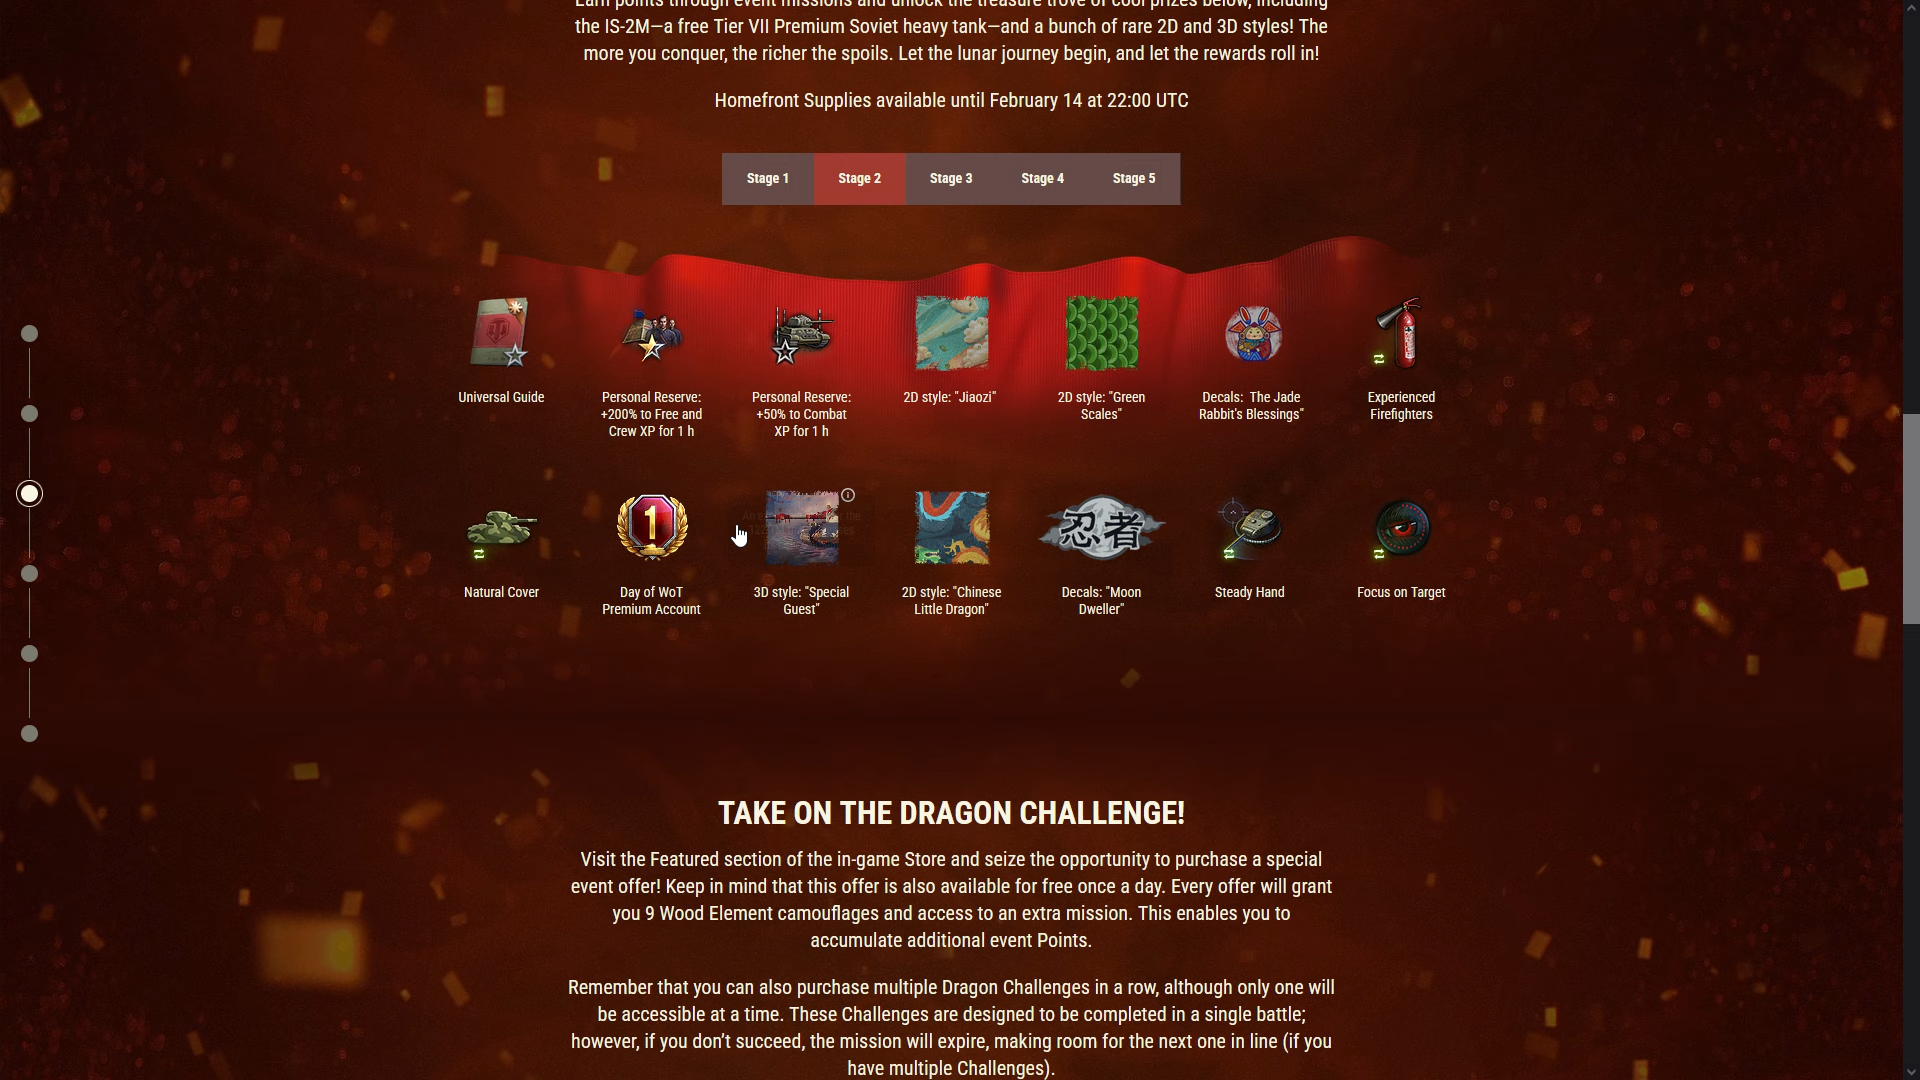 the IS-2M—a free Tier VII Premium Soviet heavy tank—and a bunch of rare 2D and 3D styles! The
more you conquer, the richer the spoils. Let the lunar journey begin, and let the rewards roll in!
Homefront Supplies available until February 14 at 22:00 UTC
Stage 1
Stage 2
Stage 3
Stage 4
Stage 5
Universal Guide
Personal Reserve:
+200% to Free and
Crew XP for 1 h
Personal Reserve:
+50% to Combat
XP for 1 h
2D style: "Jiaozi"
2D style: "Green
Scales"
Decals: The Jade
Rabbit's Blessings"
Experienced
Firefighters
1
忍者
Natural Cover
Day of WoT
Premium Account
3D style: "Special
Guest"
2D style: "Chinese
Little Dragon"
Decals: "Moon
Dweller"
Steady Hand
Focus on Target
TAKE ON THE DRAGON CHALLENGE!
Visit the Featured section of the in-game Store and seize the opportunity to purchase a special
event offer! Keep in mind that this offer is also available for free once a day. Every offer will grant
you 9 Wood Element camouflages and access to an extra mission. This enables you to
accumulate additional event Points.
Remember that you can also purchase multiple Dragon Challenges in a row, although only one will
be accessible at a time. These Challenges are designed to be completed in a single battle;
however, if you don't succeed, the mission will expire, making room for the next one in line (if you
have multiple Challenges).